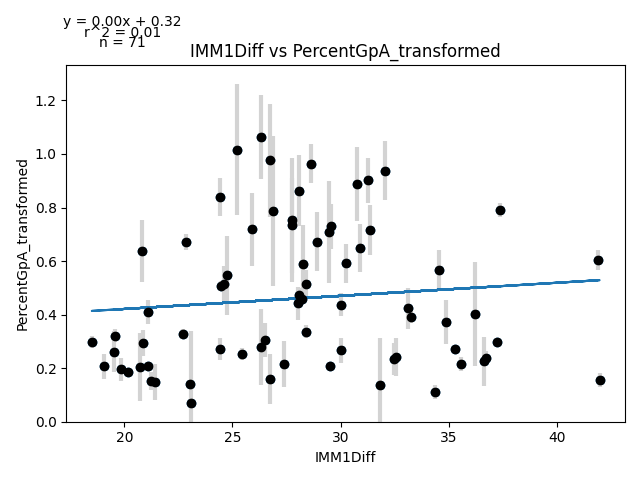 y = 0.00x + 0.32
r^2 = 0.01
n = 71
IMM1Diff vs PercentGpA_transformed
PercentGpA_transformed
1.2
1.0
0.8
0.6
0.4
0.2
0.0
20
25
30
35
40
IMM1Diff